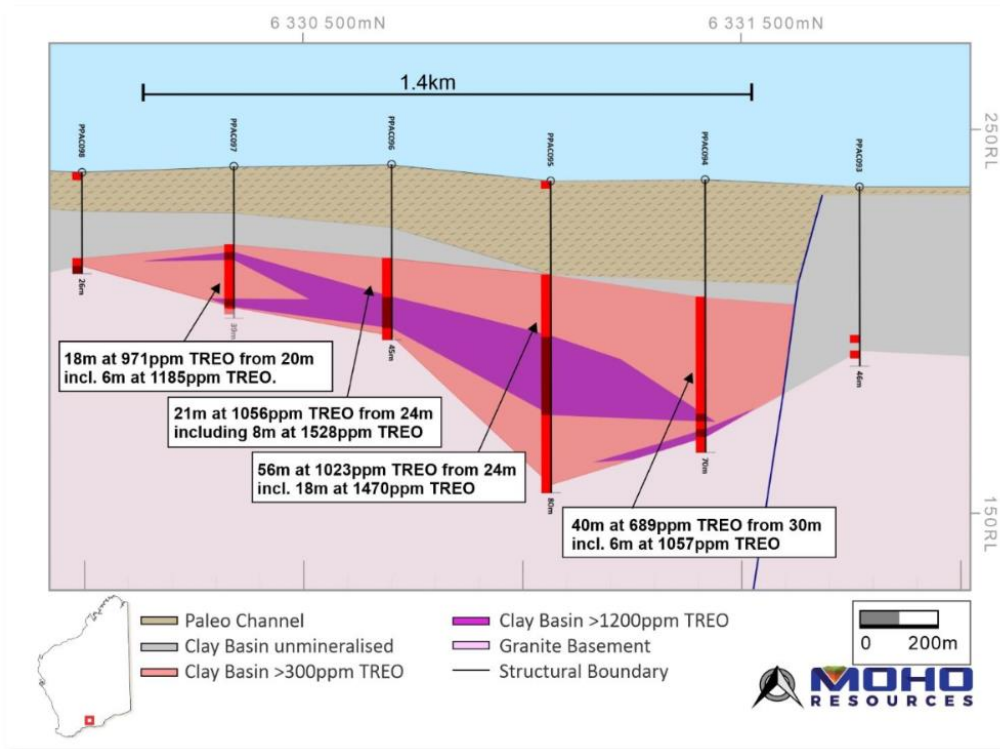 6 330 500mN
6 331 500mN
1.4km
250RL
PPAC098
PPAC097
PPAC096
PPAC095
PPAC094
PPAC093
26m
39m
45m
80m
70m
46m
18m at 971ppm TREO from 20m
incl. 6m at 1185ppm TREO.
21m at 1056ppm TREO from 24m
including 8m at 1528ppm TREO
56m at 1023ppm TREO from 24m
incl. 18m at 1470ppm TREO
40m at 689ppm TREO from 30m
incl. 6m at 1057ppm TREO
150RL
Paleo Channel
Clay Basin unmineralised
Clay Basin >300ppm TREO
Clay Basin >1200ppm TREO
Granite Basement
Structural Boundary
0 200m
MOHO
RESOURCES